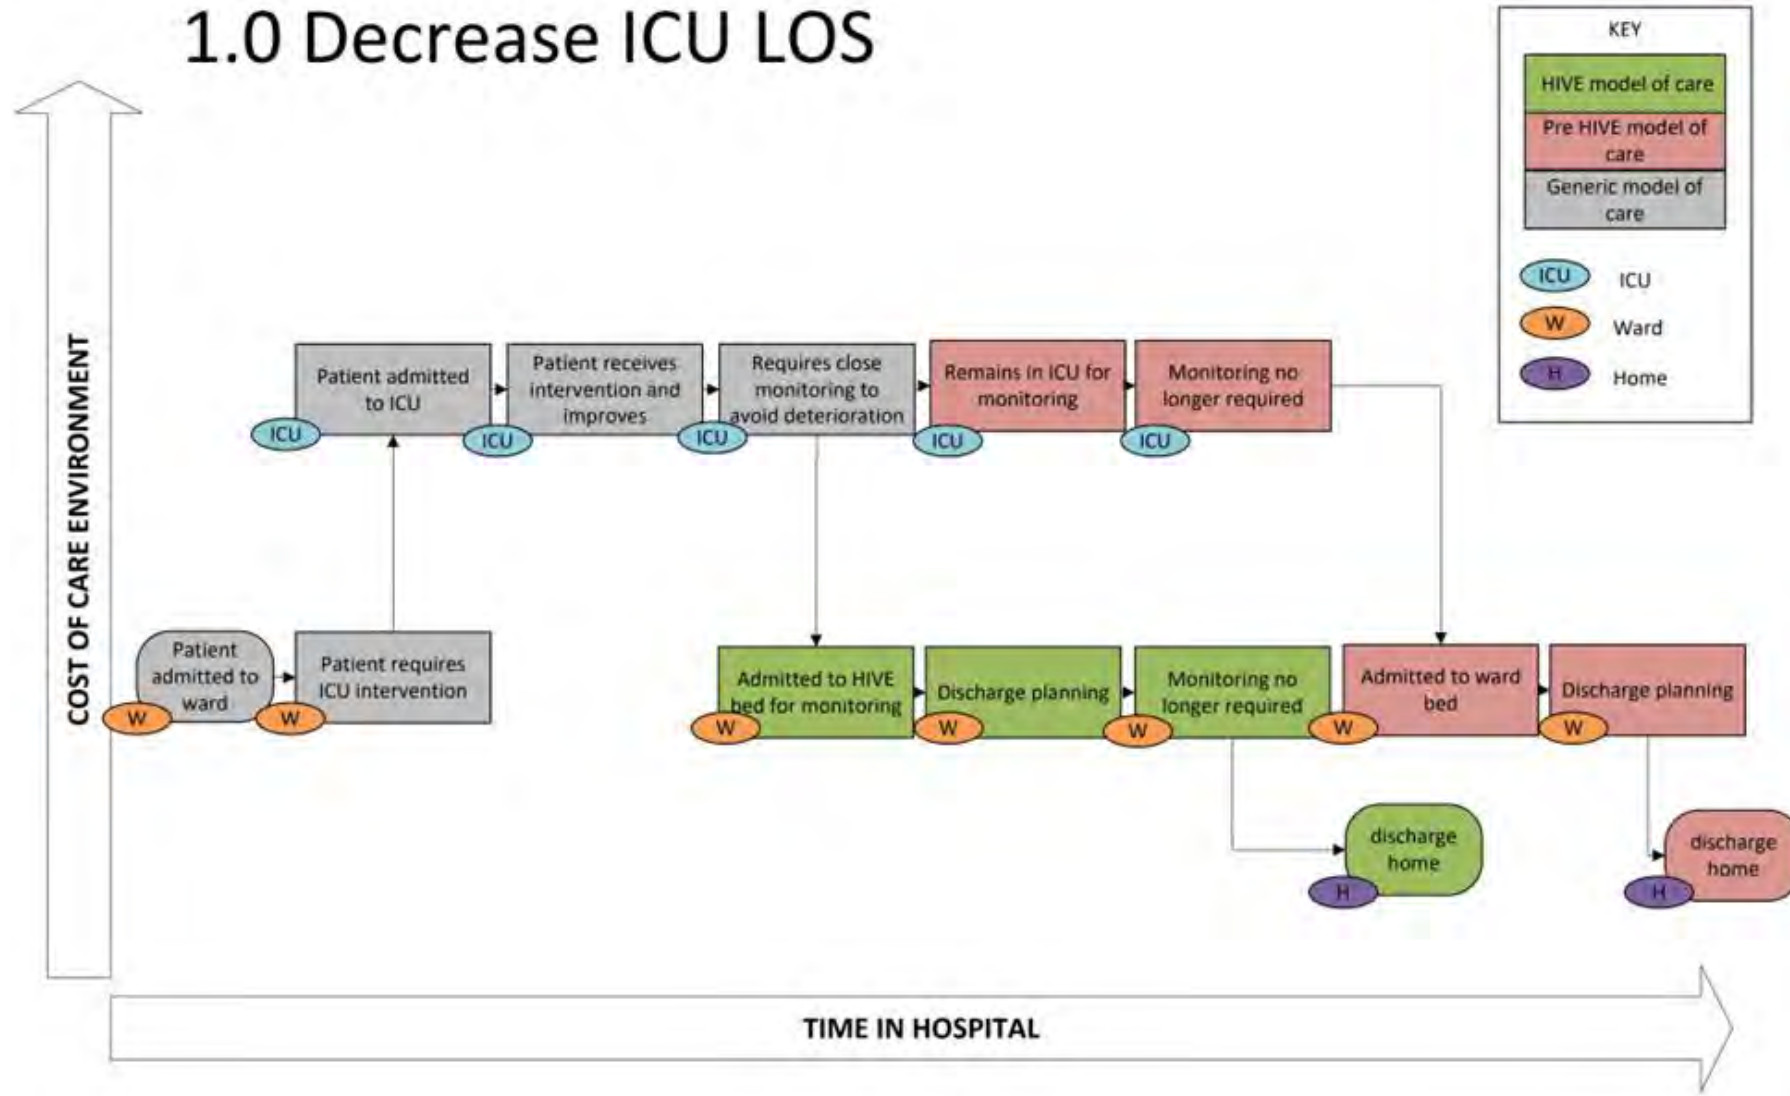 1.0 Decrease ICU LOS
KEY
HIVE model of care
Pre HIVE model of
care
Generic model of
care
ICU
ICU
W
Ward
H
Home
COST OF CARE ENVIRONMENT
Patient admitted
to ICU
ICU
Patient receives
intervention and
improves
ICU
Requires close
monitoring to
avoid deterioration
ICU
Remains in ICU for
monitoring
ICU
Monitoring no
longer required
ICU
Patient
admitted to
ward
W
Patient requires
ICU intervention
W
Admitted to HIVE
bed for monitoring
W
Discharge planning
W
Monitoring no
longer required
W
Admitted to ward
bed
W
Discharge planning
W
discharge
home
H
discharge
home
H
TIME IN HOSPITAL